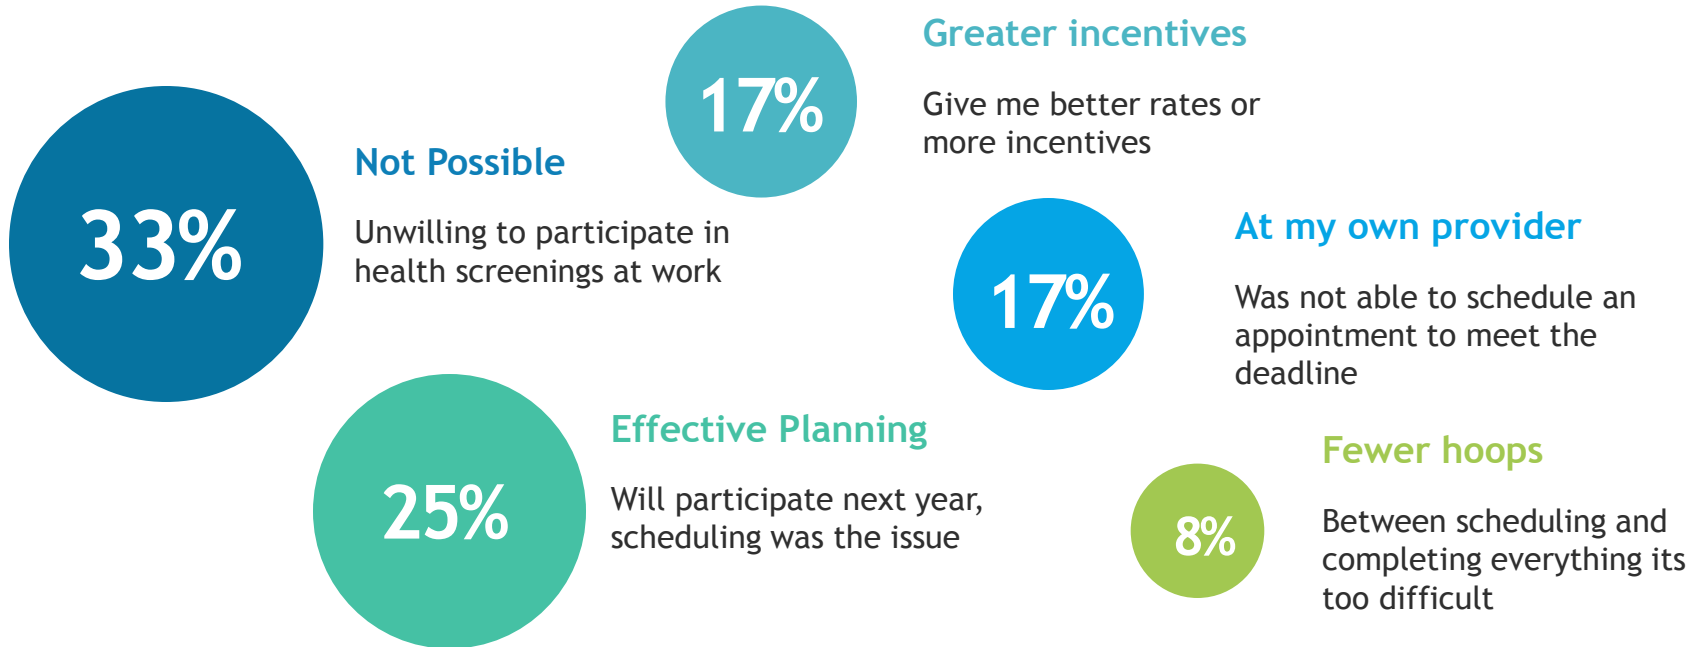 33%
Not Possible
Unwilling to participate in
health screenings at work
17%
Greater incentives
Give me better rates or
more incentives
17%
At my own provider
Was not able to schedule an
appointment to meet the
deadline
25%
Effective Planning
Will participate next year,
scheduling was the issue
8%
Fewer hoops
Between scheduling and
completing everything its
too difficult